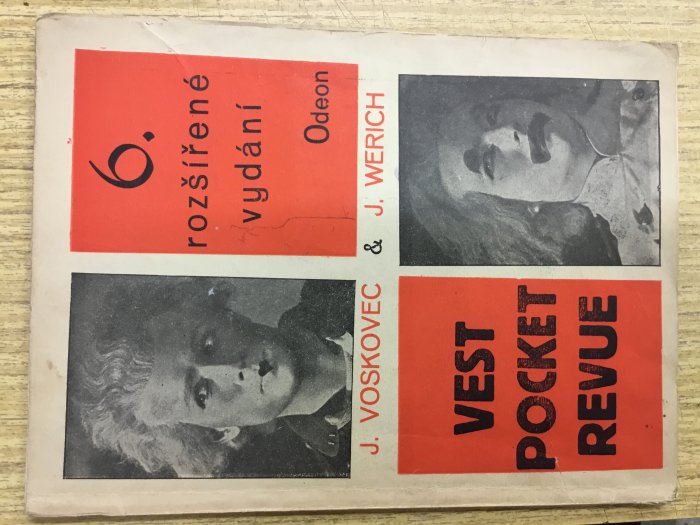 6.
rozšířené
vydání
Odeon
J. VOSKOVEC & J. WERICH
VEST
POCKET
REVUE